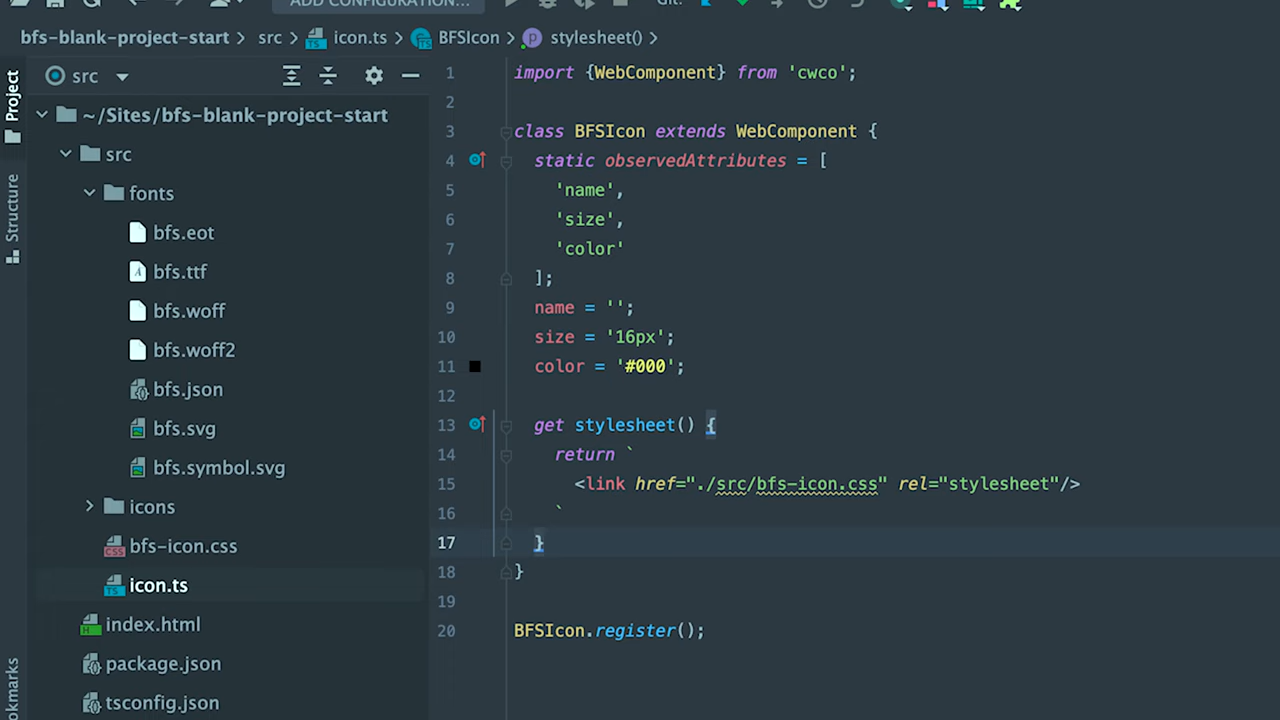 ADD CONFIGURATION...
Git:
bfs-blank-project-start > src > icon.ts > BFSIcon > stylesheet() >
Project
Structure
src
~/Sites/bfs-blank-project-start
src
fonts
bfs.eot
bfs.ttf
bfs.woff
bfs.woff2
bfs.json
bfs.svg
bfs.symbol.svg
icons
bfs-icon.css
icon.ts
index.html
package.json
tsconfig.json
1 import {WebComponent} from 'cwco';
2
3 class BFSIcon extends WebComponent {
4 static observedAttributes = [
5 'name',
6 'size',
7 'color'
8 ];
9 name = '';
10 size = '16px';
11 color = '#000';
12
13 get stylesheet() {
14 return `
15 <link href="./src/bfs-icon.css" rel="stylesheet"/>
16 `
17 }
18 }
19
20 BFSIcon.register();